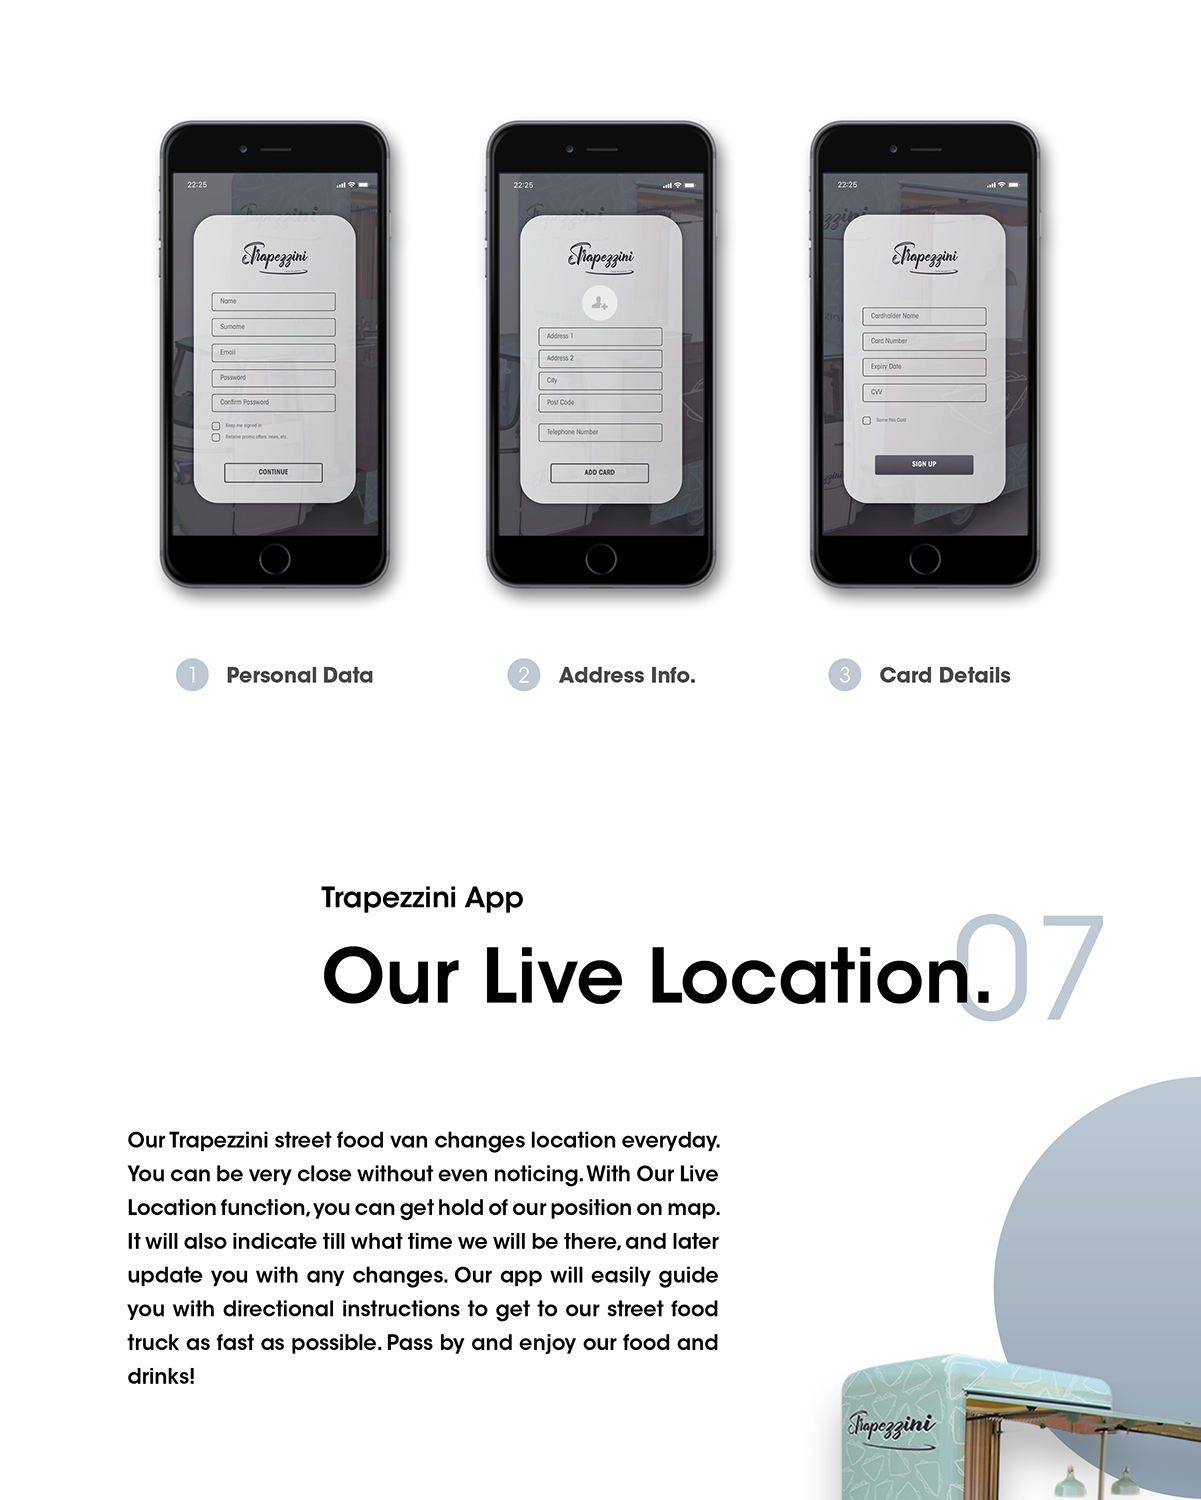 22:25
Trapezzini
Name
Surname
Email
Password
Confirm Password
Keep me signed in
Receive promo offers, news, etc.
CONTINUE
22:25
Trapezzini
Address 1
Address 2
City
Post Code
Telephone Number
ADD CARD
22:25
Trapezzini
Cardholder Name
Card Number
Expiry Date
CVV
this Card
SIGN UP
1 Personal Data
2 Address Info.
3 Card Details
Trapezzini App
Our Live Location.
07
Our Trapezzini street food van changes location everyday.
You can be very close without even noticing. With Our Live
Location function, you can get hold of our position on map.
It will also indicate till what time we will be there, and later
update you with any changes. Our app will easily guide
you with directional instructions to get to our street food
truck as fast as possible. Pass by and enjoy our food and
drinks!
Trapezzini